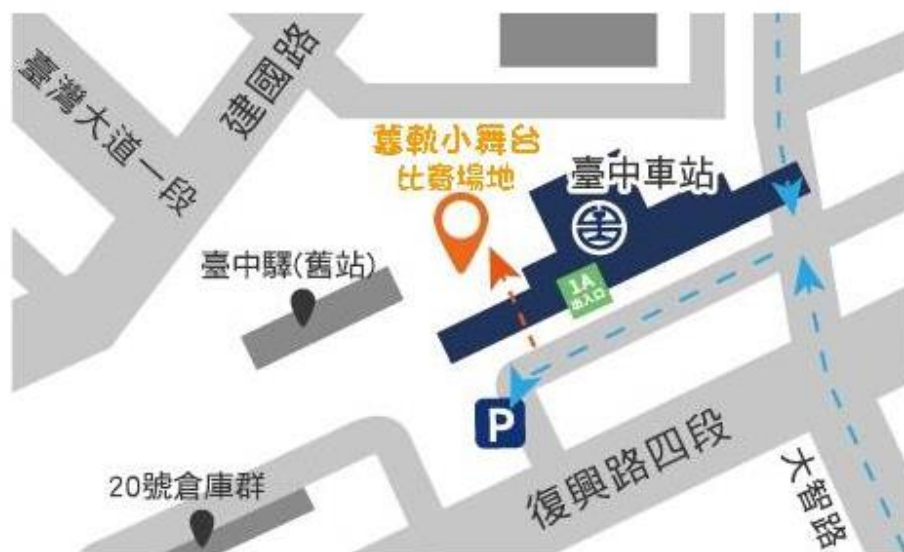 建國路
臺灣大道一段
舊軌小舞台
比賽場地
臺中車站
臺中驛(舊站)
1A
出入口
P
復興路四段
大智路
20號倉庫群